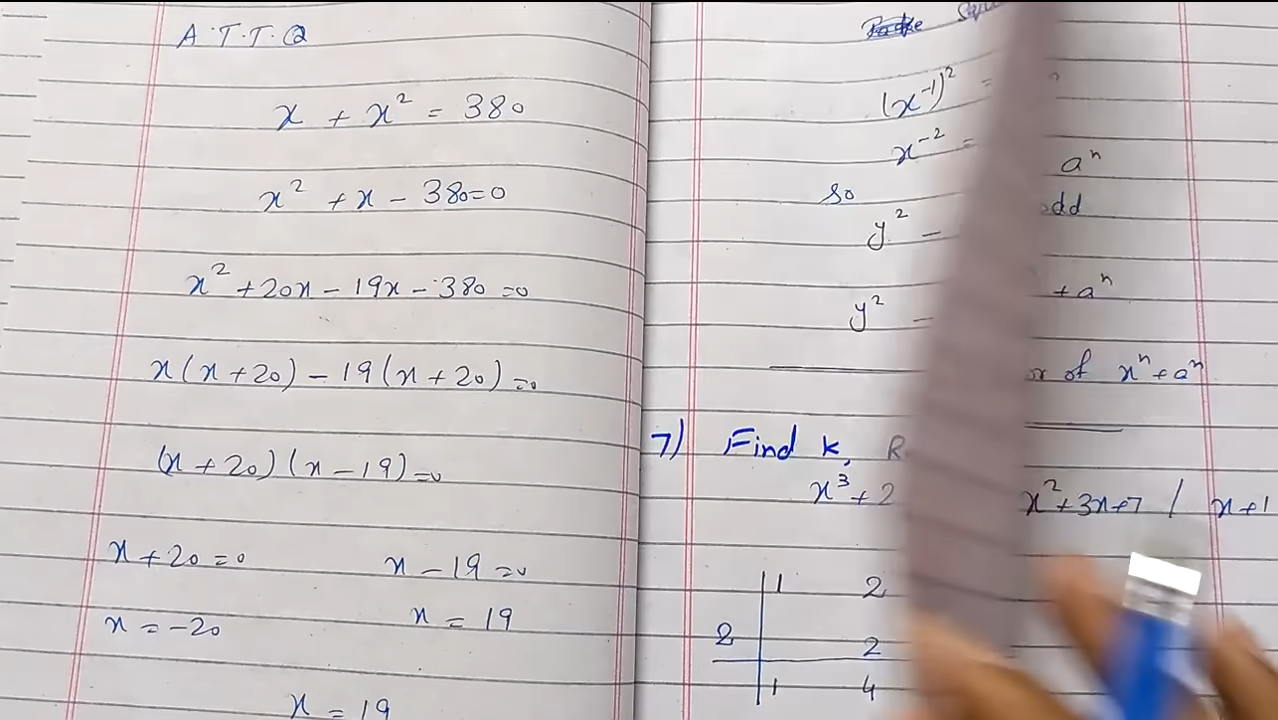 A.T.T.Q
x + x² = 380
x² + x - 380 = 0
x² + 20x - 19x - 380 = 0
x(x + 20) - 19(x + 20) = 0
(x + 20)(x - 19) = 0
x + 20 = 0 x - 19 = 0
x = -20 x = 19
x = 19
(x⁻¹)² =
x⁻² =
so
y² -
y² -
aⁿ
+ aⁿ
of xⁿ + aⁿ
7) Find k,
x³ + 2
x² + 3x + 7 / x + 1
1 2
2 2
1 4